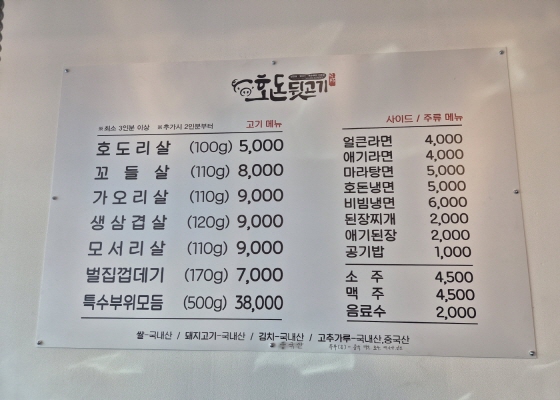 호돈뒷고기
*최소 3인분 이상 *추가시 2인분부터
고기 메뉴
호도리살 (100g) 5,000
꼬들살 (110g) 8,000
가오리살 (110g) 9,000
생삼겹살 (120g) 9,000
모서리살 (110g) 9,000
벌집껍데기 (170g) 7,000
특수부위모듬 (500g) 38,000
사이드 / 주류 메뉴
얼큰라면 4,000
얘기라면 4,000
마라탕면 5,000
호돈냉면 5,000
비빔냉면 6,000
된장찌개 2,000
얘기된장 2,000
공기밥 1,000
소주 4,500
맥주 4,500
음료수 2,000
쌀-국내산 / 돼지고기-국내산 / 김치-국내산 / 고추가루-국내산,중국산